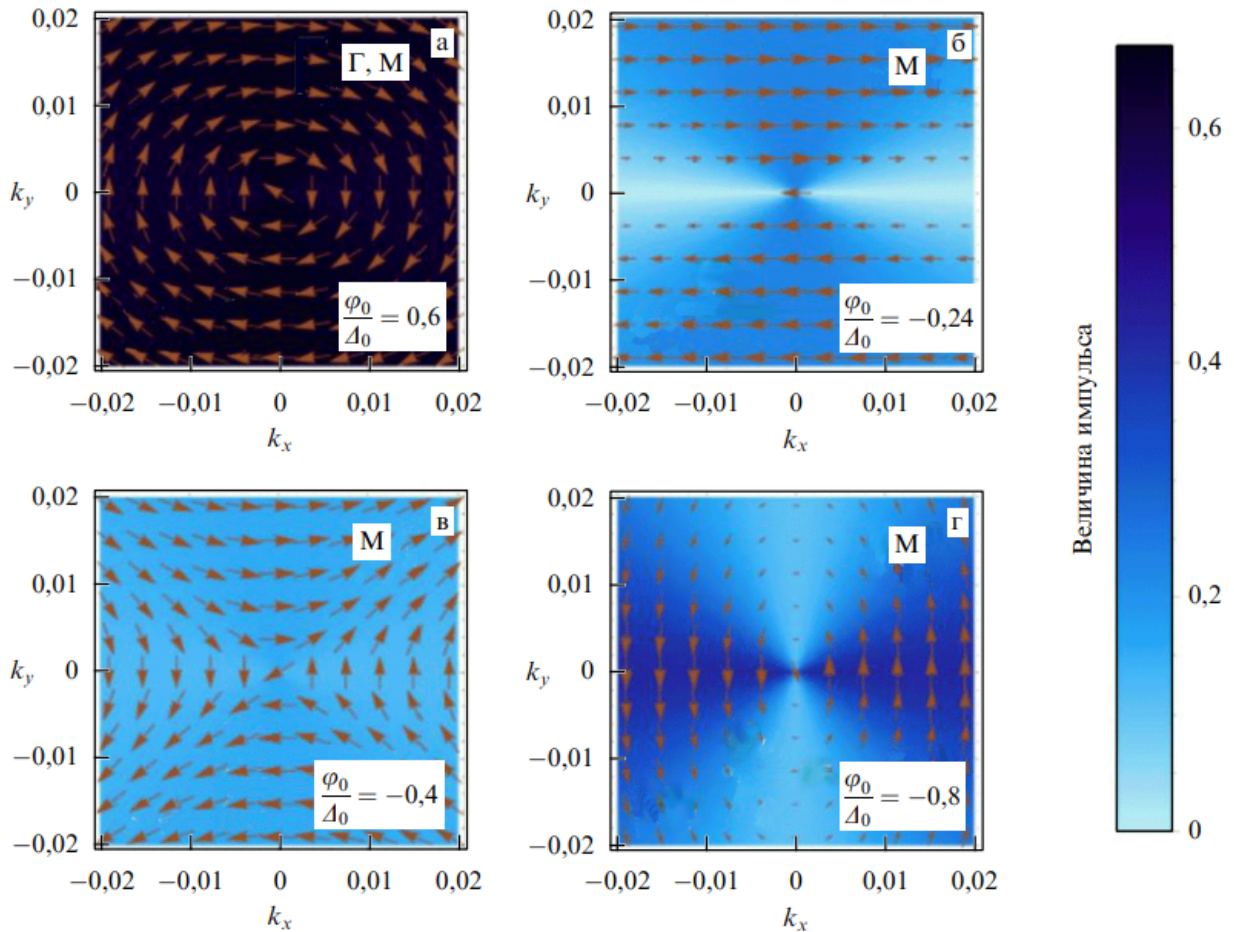 0,02
0,01
0
−0,01
−0,02
k_y
−0,02 −0,01 0 0,01 0,02
k_x
а
Γ, M
φ₀/Δ₀ = 0,6
0,02
0,01
0
−0,01
−0,02
k_y
−0,02 −0,01 0 0,01 0,02
k_x
б
M
φ₀/Δ₀ = −0,24
0,02
0,01
0
−0,01
−0,02
k_y
−0,02 −0,01 0 0,01 0,02
k_x
в
M
φ₀/Δ₀ = −0,4
0,02
0,01
0
−0,01
−0,02
k_y
−0,02 −0,01 0 0,01 0,02
k_x
г
M
φ₀/Δ₀ = −0,8
Величина импульса
0,6
0,4
0,2
0